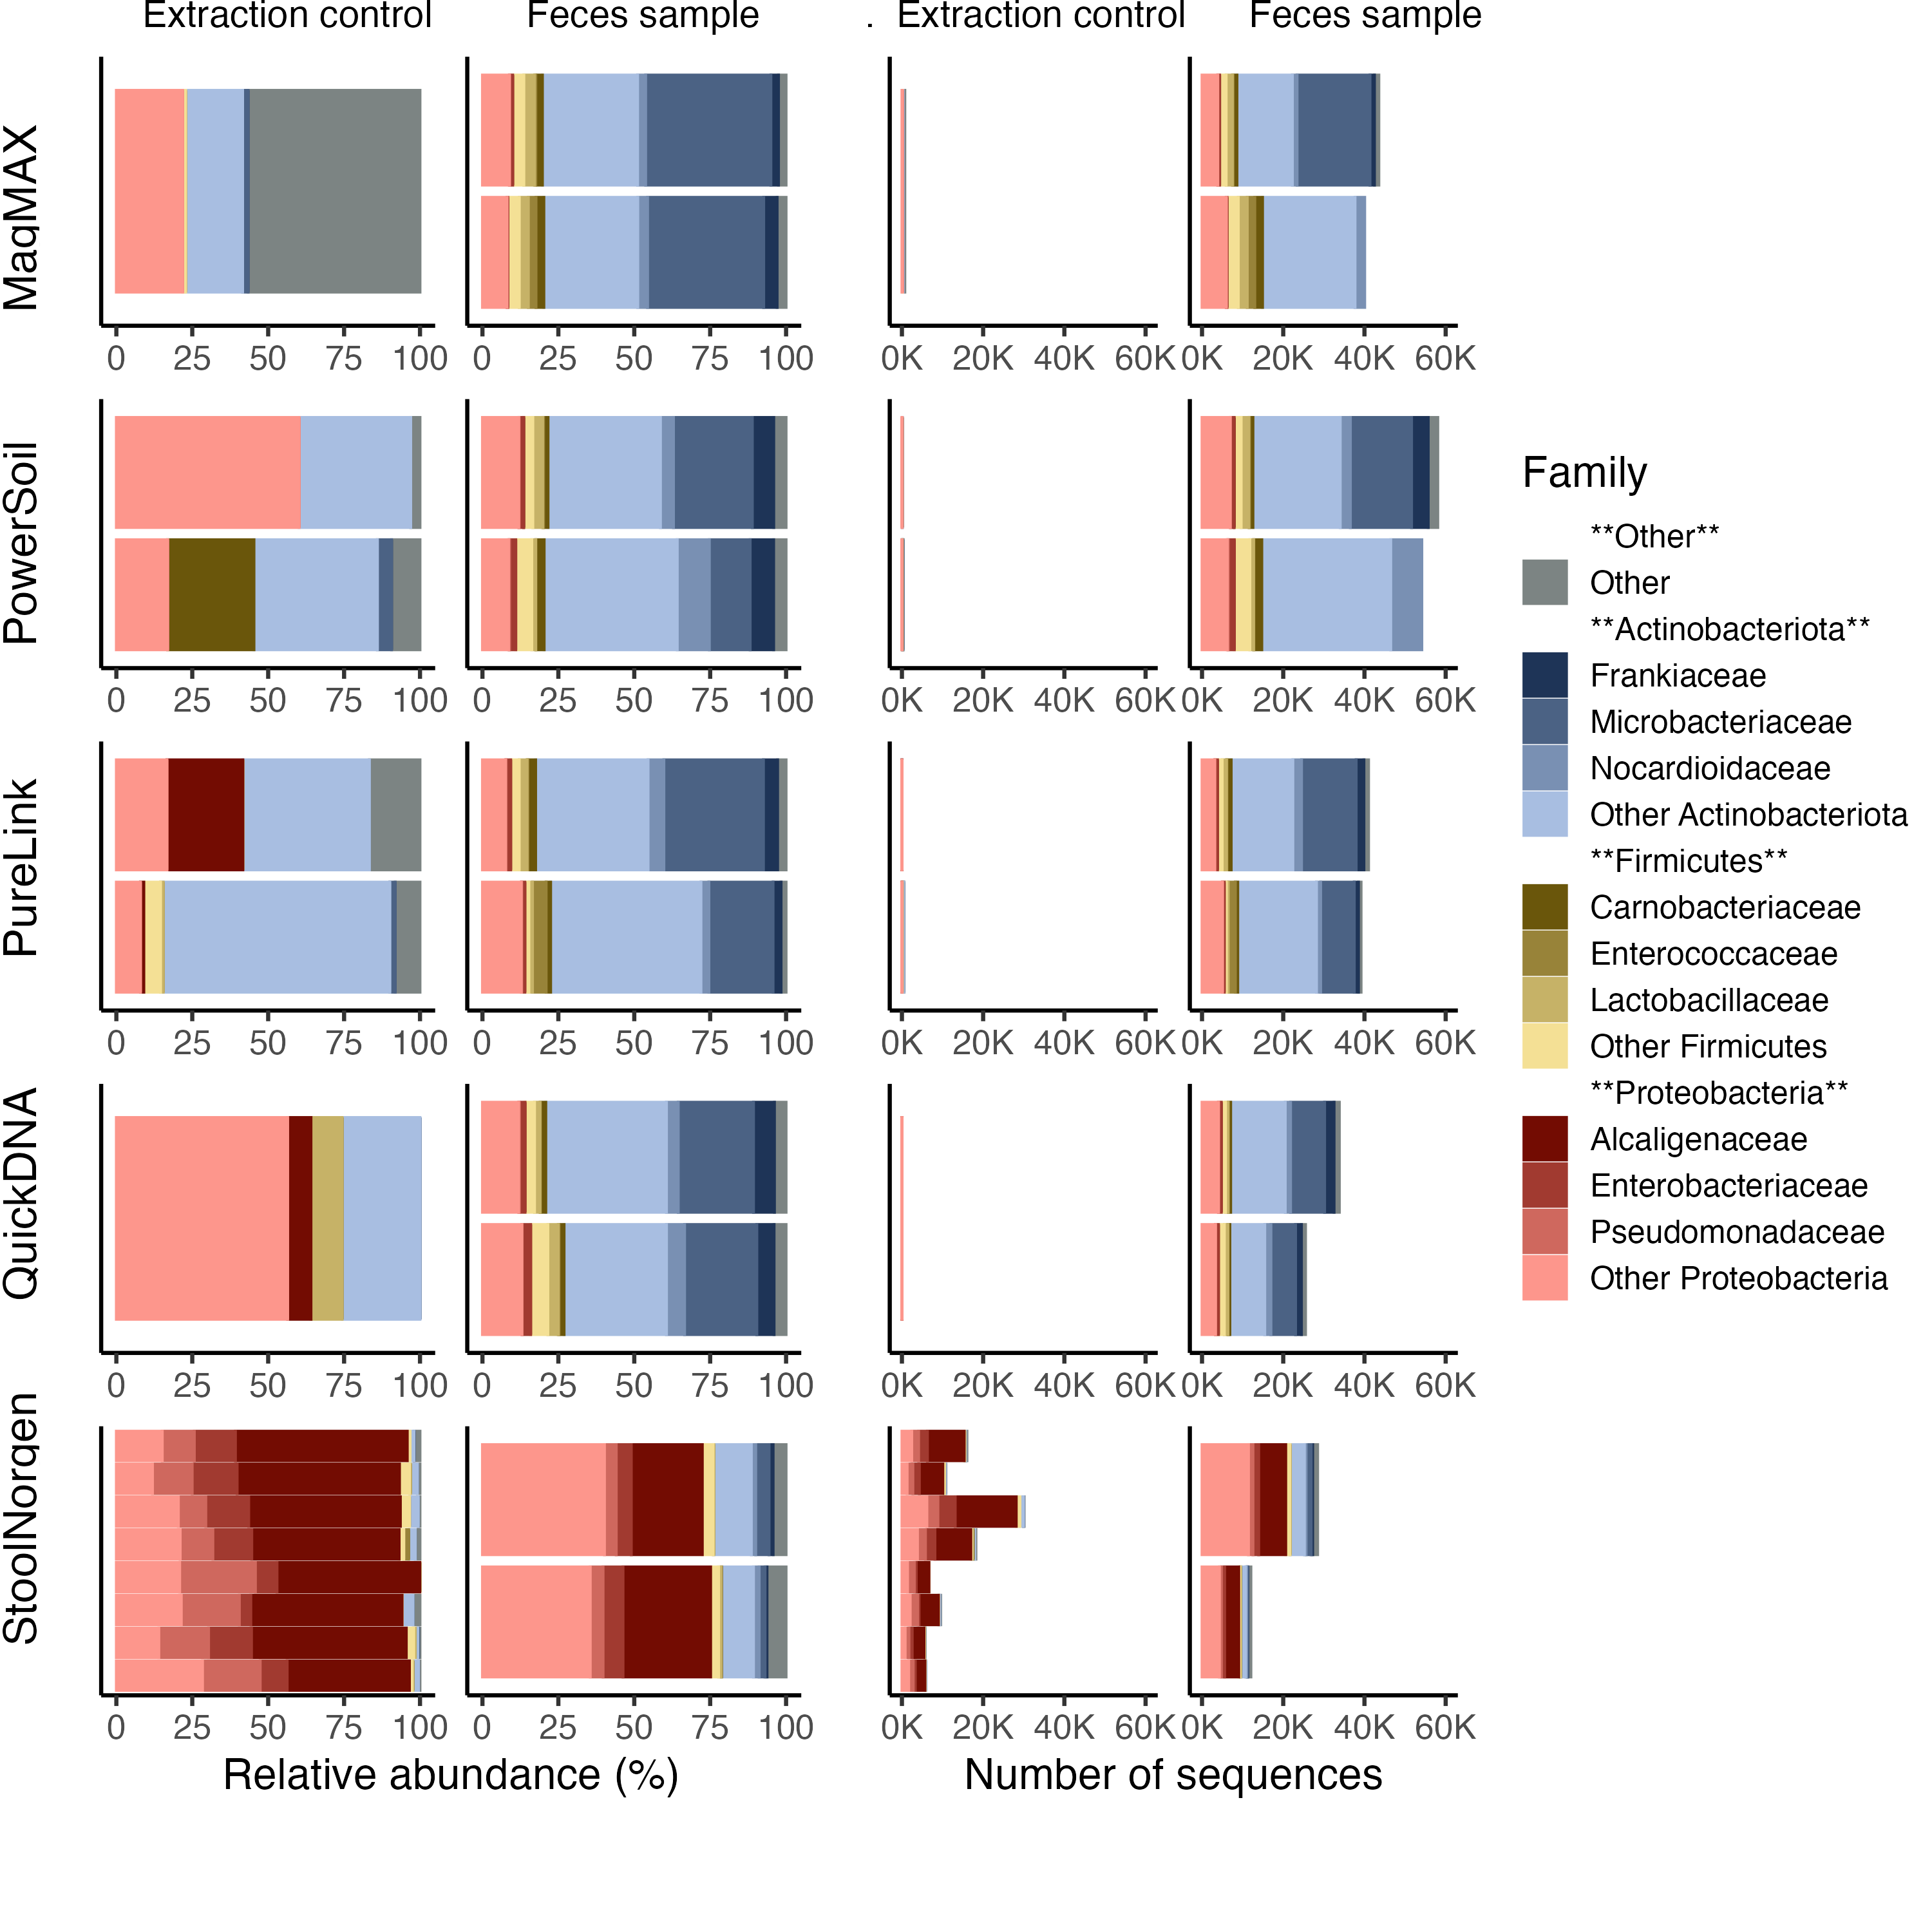 Extraction control Feces sample . Extraction control Feces sample
MagMAX
0 25 50 75 100 0 25 50 75 100 0K 20K 40K 60K 0K 20K 40K 60K
PowerSoil
0 25 50 75 100 0 25 50 75 100 0K 20K 40K 60K 0K 20K 40K 60K
PureLink
0 25 50 75 100 0 25 50 75 100 0K 20K 40K 60K 0K 20K 40K 60K
QuickDNA
0 25 50 75 100 0 25 50 75 100 0K 20K 40K 60K 0K 20K 40K 60K
StoolNorgen
0 25 50 75 100 0 25 50 75 100 0K 20K 40K 60K 0K 20K 40K 60K
Relative abundance (%) Number of sequences
Family
**Other**
Other
**Actinobacteriota**
Frankiaceae
Microbacteriaceae
Nocardioidaceae
Other Actinobacteriota
**Firmicutes**
Carnobacteriaceae
Enterococcaceae
Lactobacillaceae
Other Firmicutes
**Proteobacteria**
Alcaligenaceae
Enterobacteriaceae
Pseudomonadaceae
Other Proteobacteria